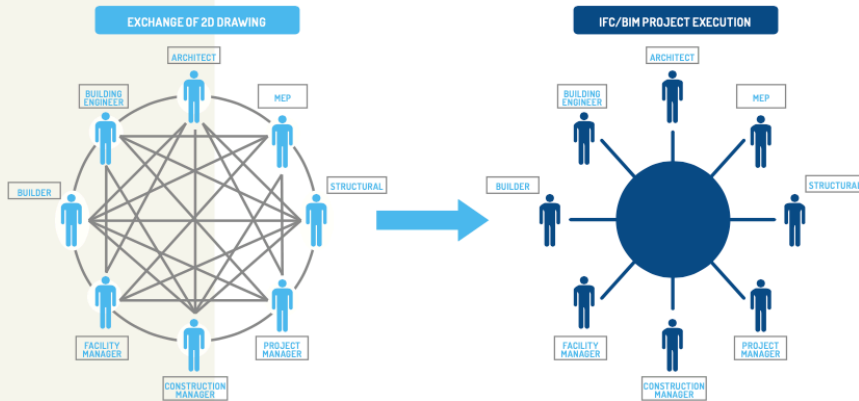 EXCHANGE OF 2D DRAWING
IFC/BIM PROJECT EXECUTION
ARCHITECT
BUILDING
ENGINEER
MEP
BUILDER
STRUCTURAL
FACILITY
MANAGER
PROJECT
MANAGER
CONSTRUCTION
MANAGER
ARCHITECT
BUILDING
ENGINEER
MEP
BUILDER
STRUCTURAL
FACILITY
MANAGER
PROJECT
MANAGER
CONSTRUCTION
MANAGER